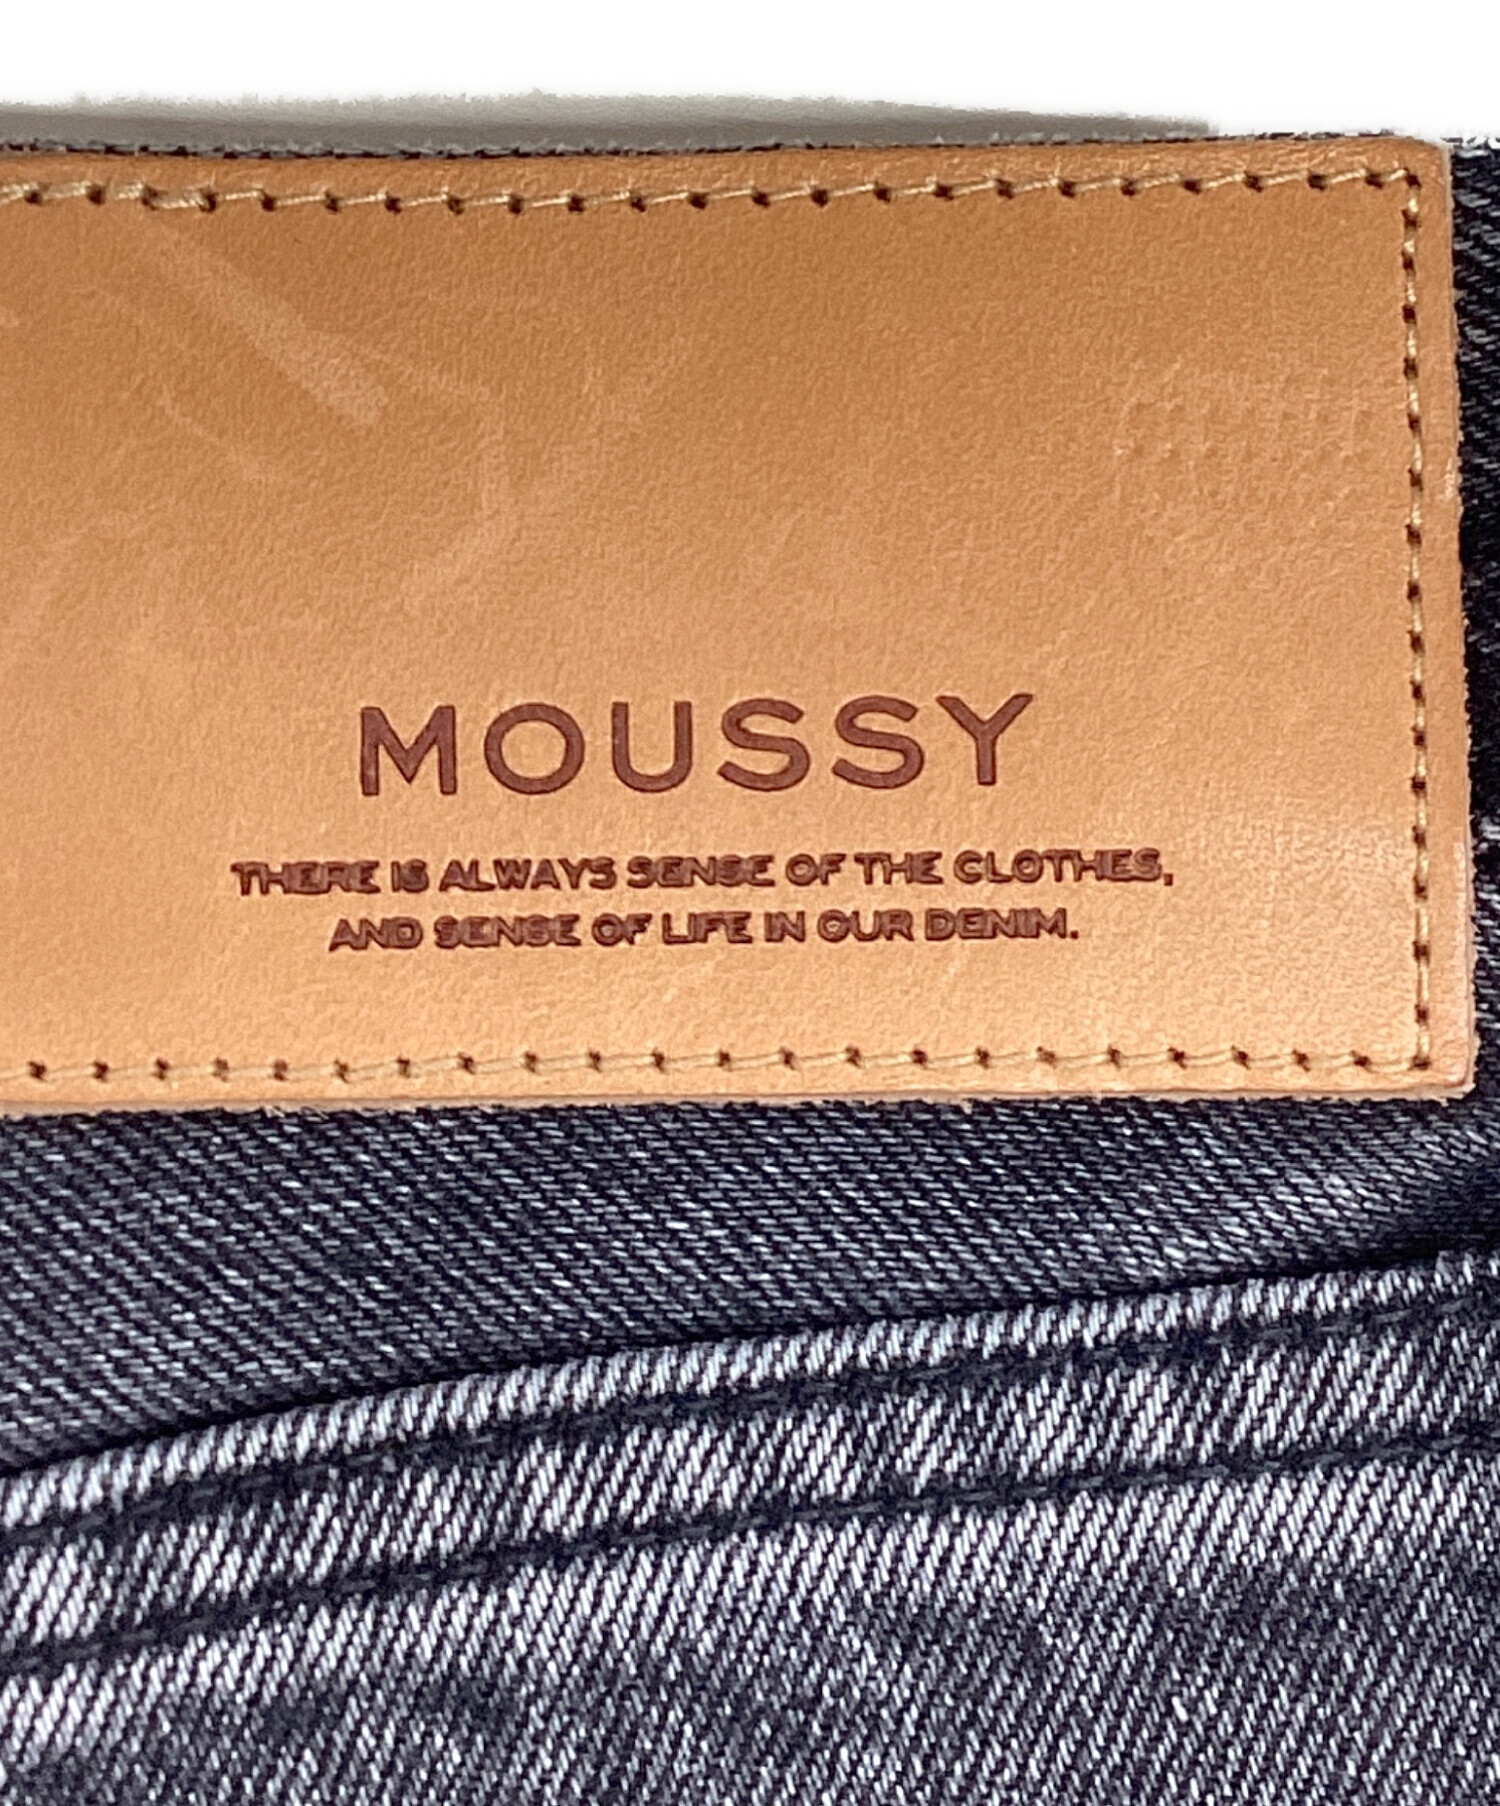 MOUSSY
THERE IS ALWAYS SENSE OF THE CLOTHES,
AND SENSE OF LIFE IN OUR DENIM.